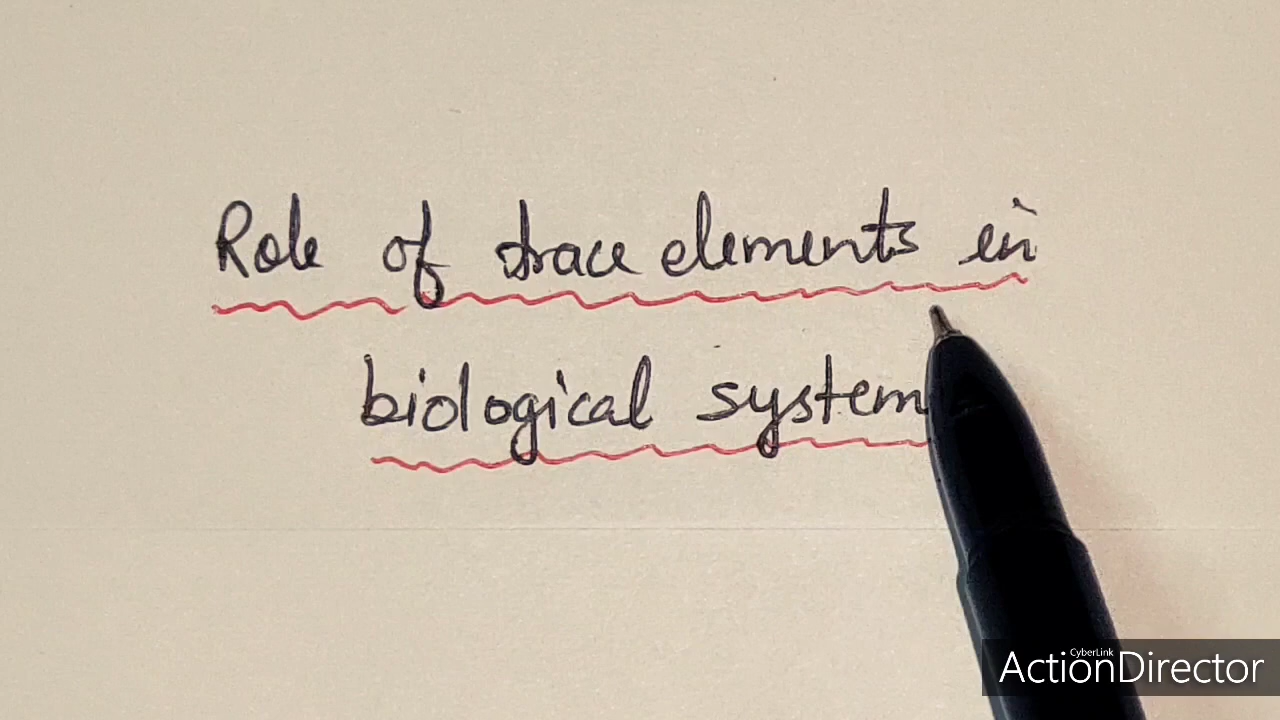 Role of trace elements in
biological system
CyberLink
ActionDirector